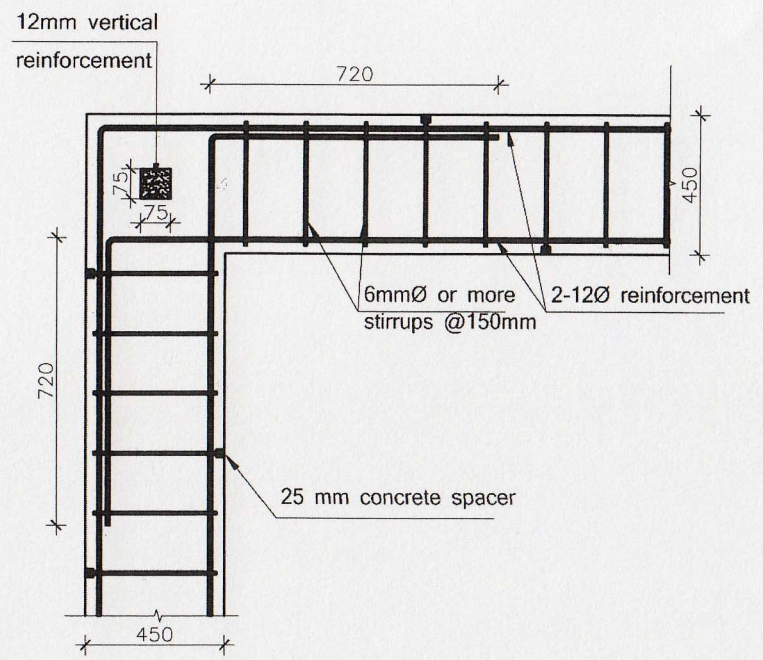 12mm vertical
reinforcement
720
75
75
450
6mmØ or more
stirrups @150mm
2-12Ø reinforcement
720
25 mm concrete spacer
450